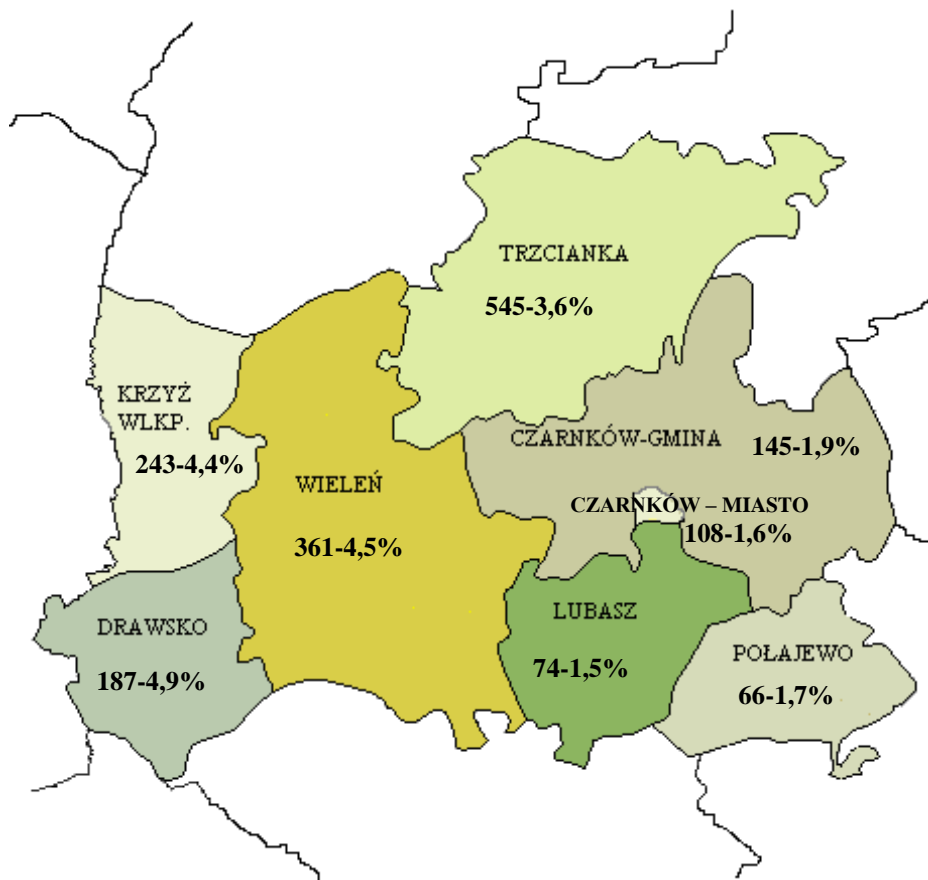 TRZCIANKA
545-3,6%
KRZYŻ
WLKP.
243-4,4%
CZARNKÓW-GMINA
145-1,9%
WIELEŃ
361-4,5%
CZARNKÓW – MIASTO
108-1,6%
DRAWSKO
187-4,9%
LUBASZ
74-1,5%
POŁAJEWO
66-1,7%